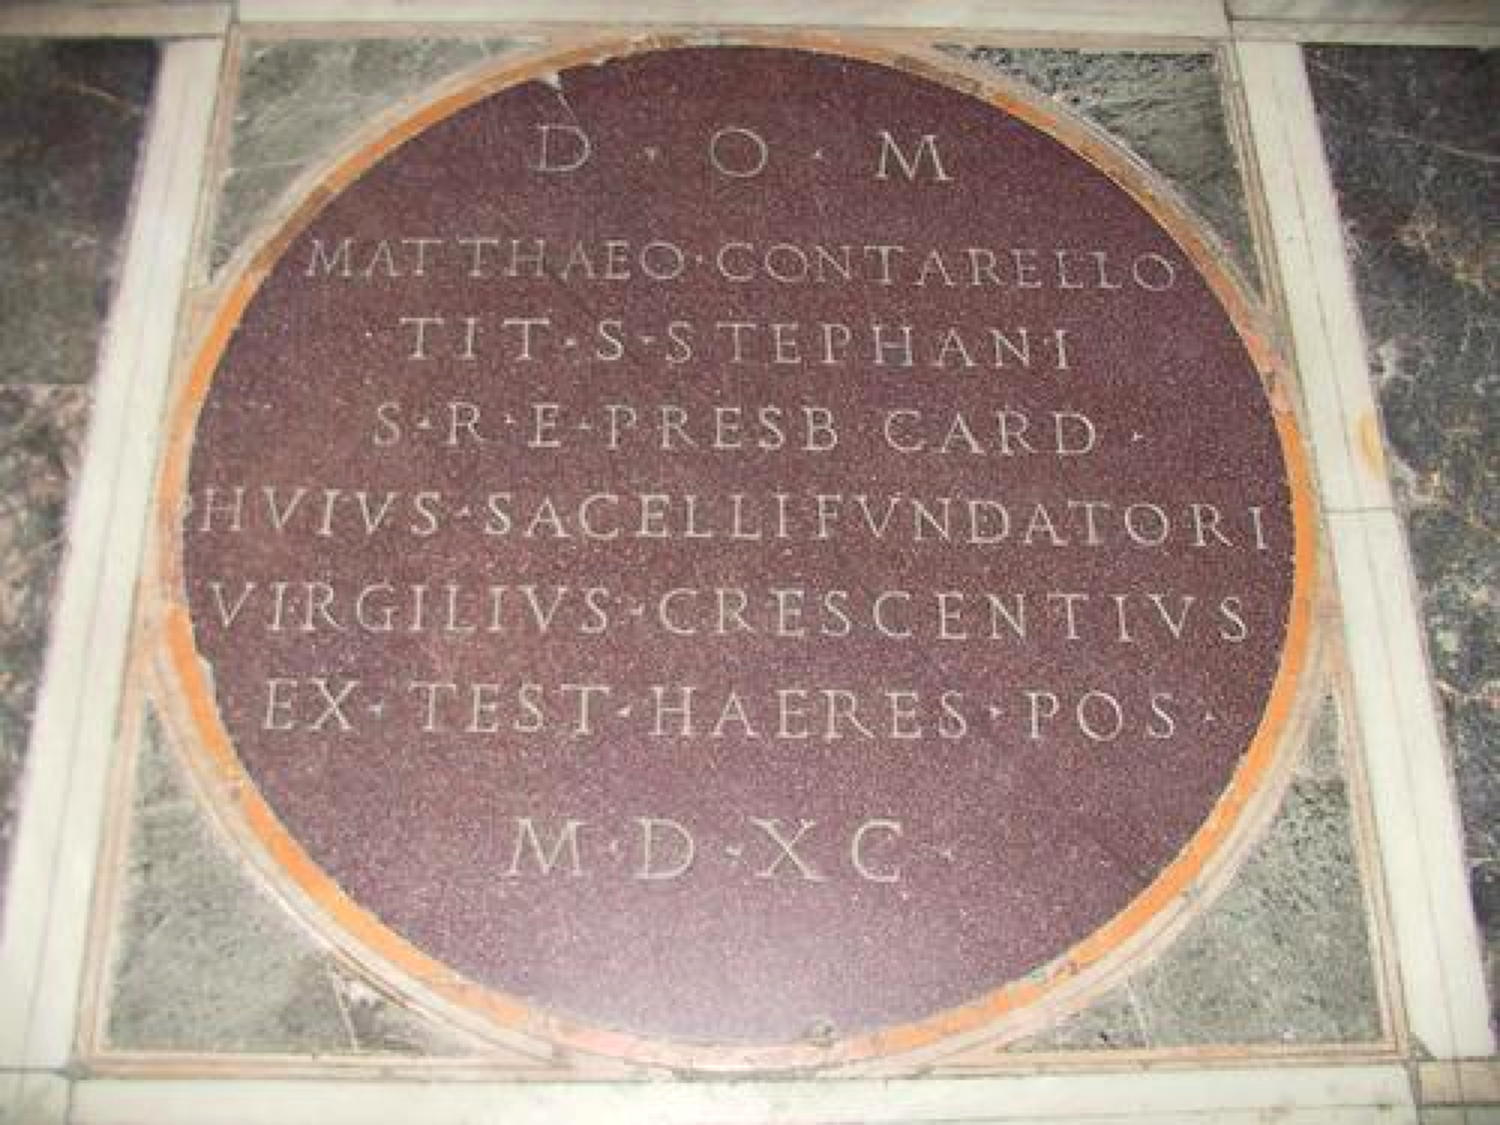 D · O · M
MATTHAEO · CONTARELLO
· TIT · S · STEPHANI
S · R · E · PRESB CARD ·
HVIVS · SACELLI FVNDATORI
VIRGILIVS · CRESCENTIVS
EX · TEST · HAERES · POS ·
M · D · XC ·